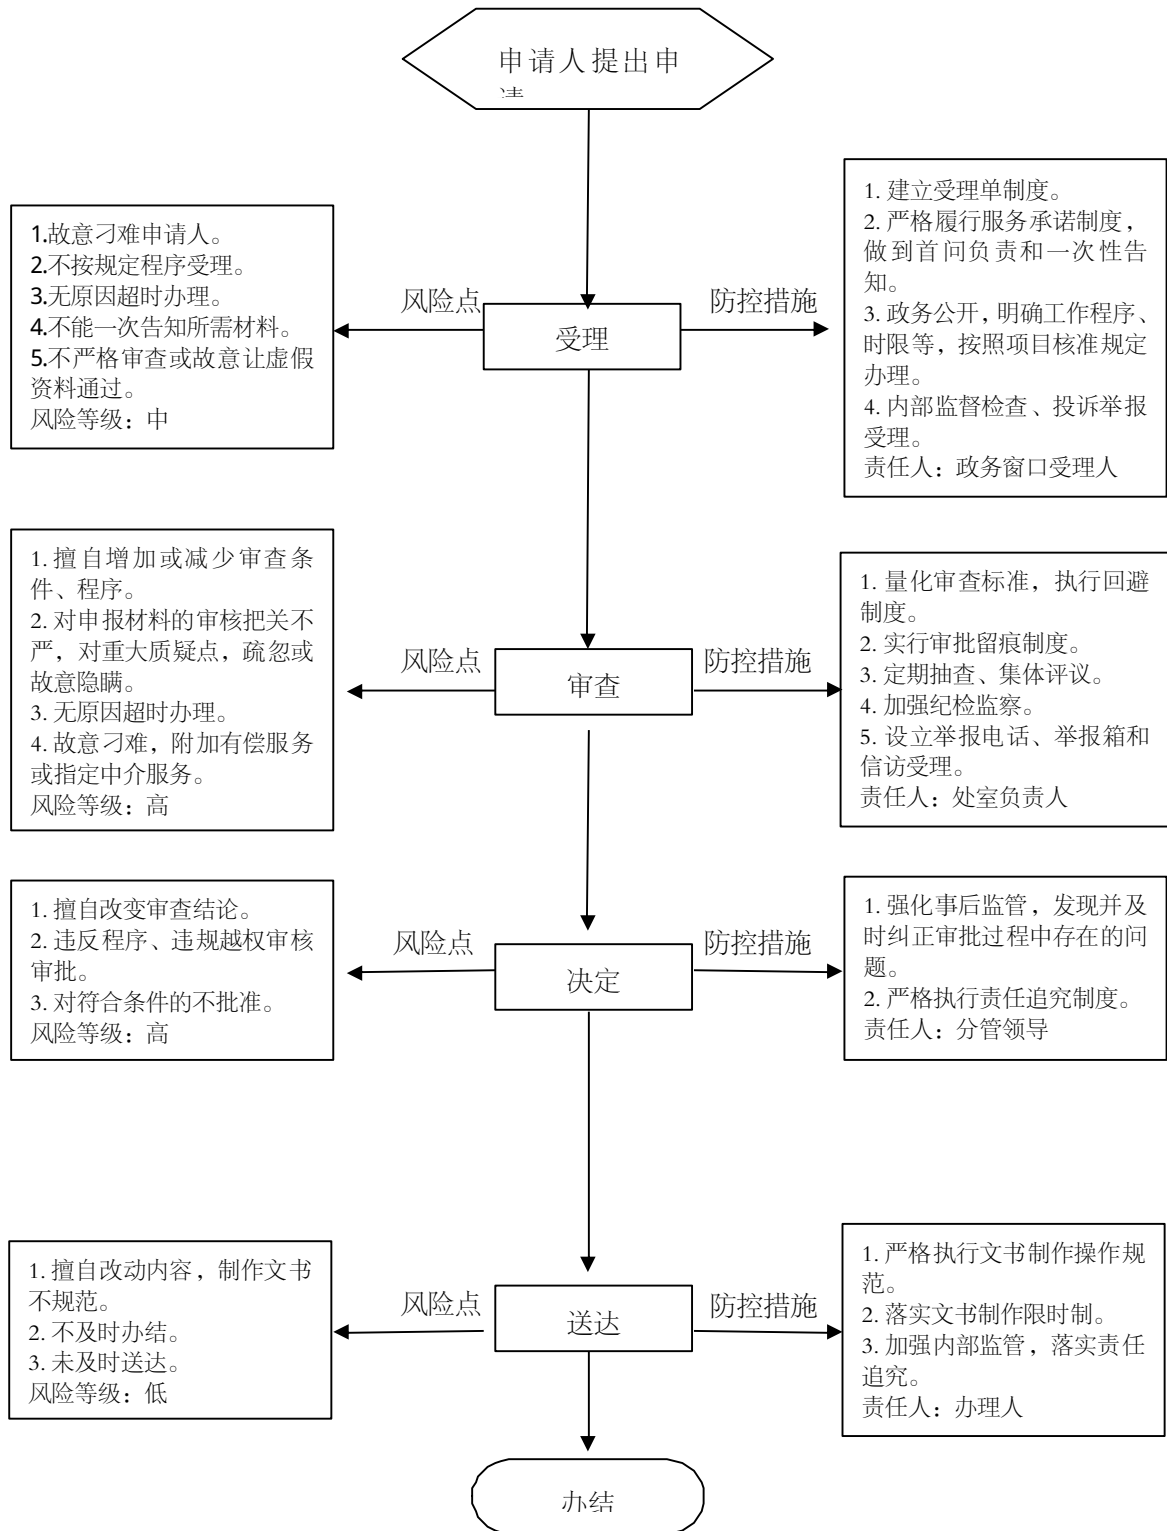 申请人提出申
请
1.故意刁难申请人。
2.不按规定程序受理。
3.无原因超时办理。
4.不能一次告知所需材料。
5.不严格审查或故意让虚假
资料通过。
风险等级：中
风险点
受理
防控措施
1. 建立受理单制度。
2. 严格履行服务承诺制度，
做到首问负责和一次性告
知。
3. 政务公开，明确工作程序、
时限等，按照项目核准规定
办理。
4. 内部监督检查、投诉举报
受理。
责任人：政务窗口受理人
1. 擅自增加或减少审查条
件、程序。
2. 对申报材料的审核把关不
严，对重大质疑点，疏忽或
故意隐瞒。
3. 无原因超时办理。
4. 故意刁难，附加有偿服务
或指定中介服务。
风险等级：高
风险点
审查
防控措施
1. 量化审查标准，执行回避
制度。
2. 实行审批留痕制度。
3. 定期抽查、集体评议。
4. 加强纪检监察。
5. 设立举报电话、举报箱和
信访受理。
责任人：处室负责人
1. 擅自改变审查结论。
2. 违反程序、违规越权审核
审批。
3. 对符合条件的不批准。
风险等级：高
风险点
决定
防控措施
1. 强化事后监管，发现并及
时纠正审批过程中存在的问
题。
2. 严格执行责任追究制度。
责任人：分管领导
1. 擅自改动内容，制作文书
不规范。
2. 不及时办结。
3. 未及时送达。
风险等级：低
风险点
送达
防控措施
1. 严格执行文书制作操作规
范。
2. 落实文书制作限时制。
3. 加强内部监管，落实责任
追究。
责任人：办理人
办结